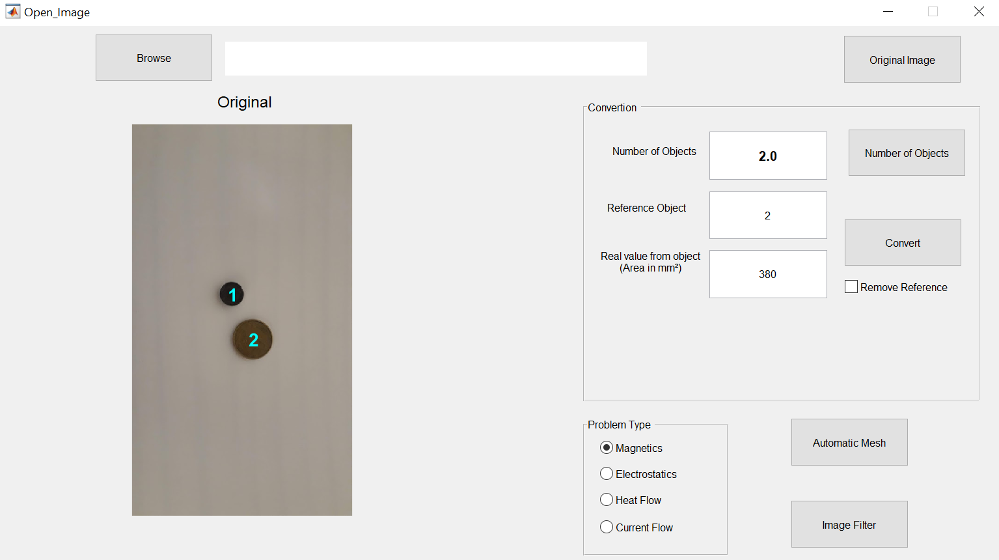 Open_Image
Browse
Original Image
Original
Convertion
Number of Objects
2.0
Number of Objects
Reference Object
2
Convert
Real value from object
(Area in mm²)
380
Remove Reference
1
2
Problem Type
Magnetics
Electrostatics
Heat Flow
Current Flow
Automatic Mesh
Image Filter